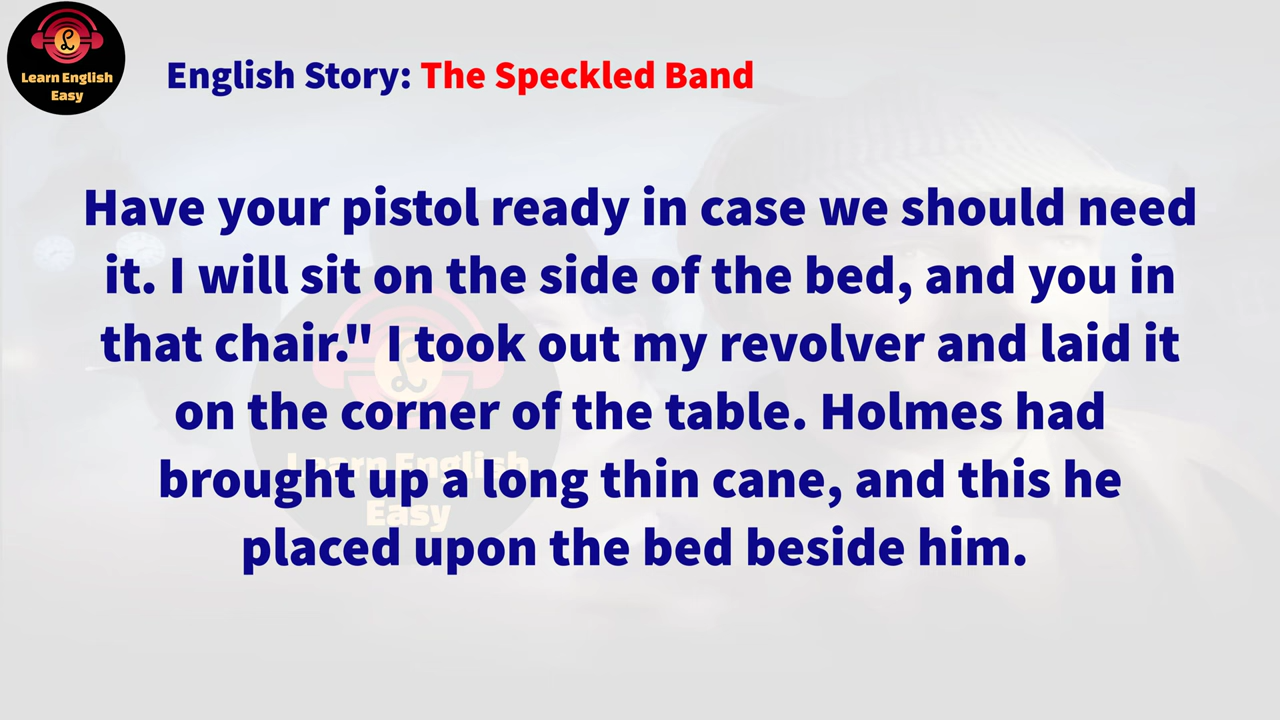 Learn English
Easy
English Story: The Speckled Band
Have your pistol ready in case we should need
it. I will sit on the side of the bed, and you in
that chair." I took out my revolver and laid it
on the corner of the table. Holmes had
brought up a long thin cane, and this he
placed upon the bed beside him.
Learn English
Easy